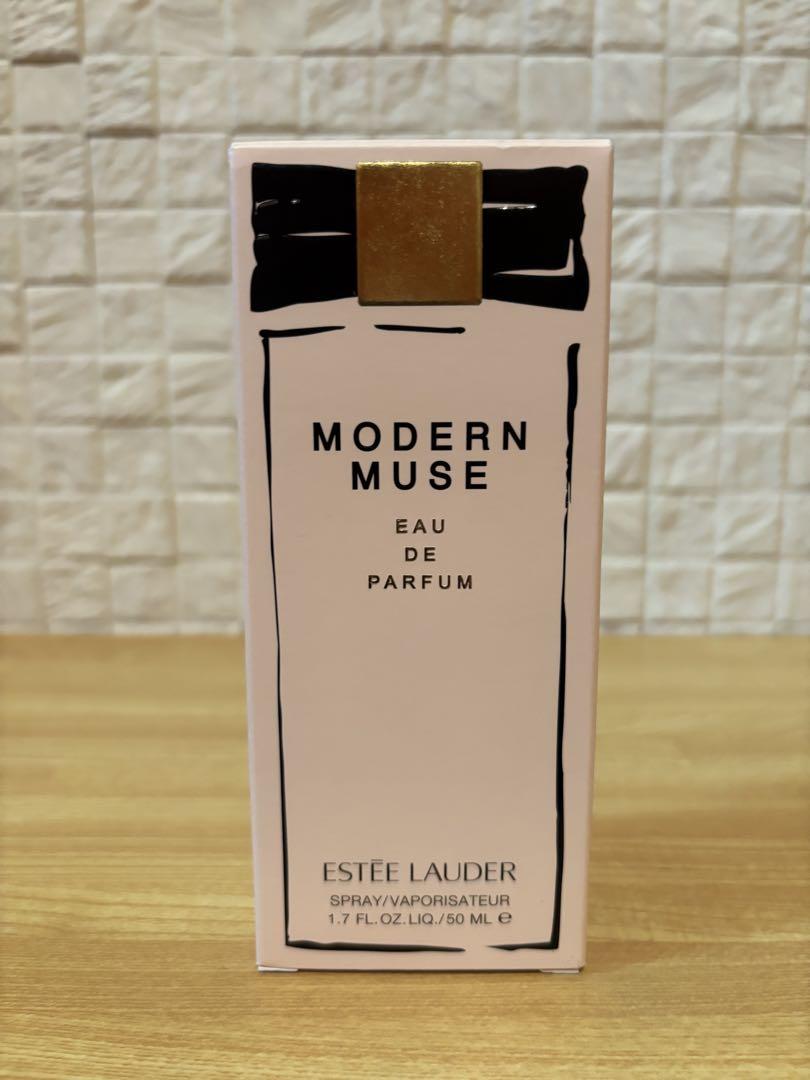 MODERN
MUSE
EAU
DE
PARFUM
ESTĒE LAUDER
SPRAY/VAPORISATEUR
1.7 FL.OZ.LIQ./50 ML ℮